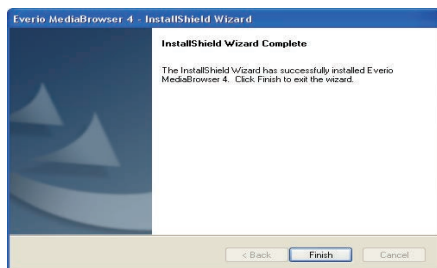 Everio MediaBrowser 4 - InstallShield Wizard
InstallShield Wizard Complete
The InstallShield Wizard has successfully installed Everio
MediaBrowser 4. Click Finish to exit the wizard.
< Back Finish Cancel